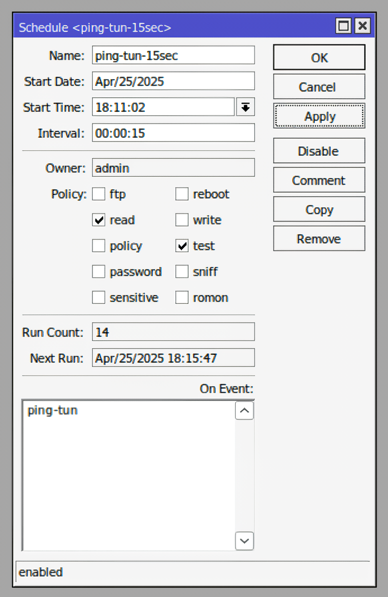 Schedule <ping-tun-15sec>
Name: ping-tun-15sec
OK
Start Date: Apr/25/2025
Cancel
Start Time: 18:11:02
Apply
Interval: 00:00:15
Disable
Owner: admin
Comment
Policy: ftp reboot
Copy
read write
Remove
policy test
password sniff
sensitive romon
Run Count: 14
Next Run: Apr/25/2025 18:15:47
On Event:
ping-tun
enabled